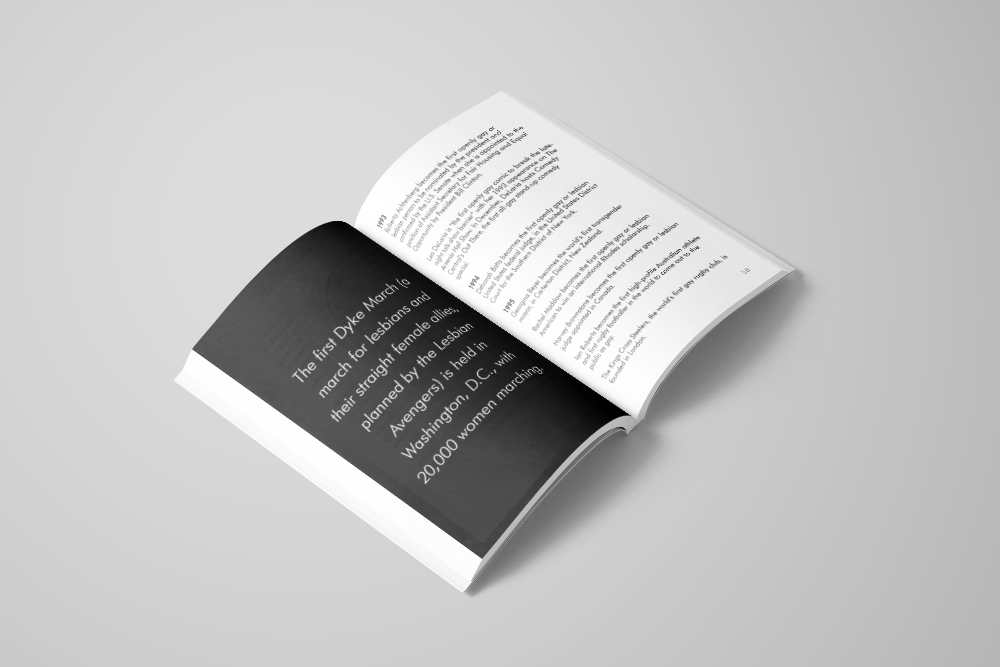 The first Dyke March (a
march for lesbians and
their straight female allies,
planned by the Lesbian
Avengers) is held in
Washington, D.C., with
20,000 women marching.
1993
Roberta Achtenberg becomes the first openly gay or
lesbian person to be nominated by the president and
confirmed by the U.S. Senate when she is appointed to the
position of Assistant Secretary for Fair Housing and Equal
Opportunity by President Bill Clinton.
Lea DeLaria is "the first openly gay comic to break the late-
night talk-show barrier" with her 1993 appearance on The
Arsenio Hall Show. In December, DeLaria hosts Comedy
Central's Out There, the first all-gay stand-up comedy
special.
1994
Deborah Batts becomes the first openly gay or lesbian
United States federal judge, in the United States District
Court for the Southern District of New York.
1995
Georgina Beyer becomes the world's first transgender
mayor, in Carterton District, New Zealand.
Rachel Maddow becomes the first openly gay or lesbian
American to win an international Rhodes scholarship.
Harvey Brownstone becomes the first openly gay or lesbian
judge appointed in Canada.
Ian Roberts becomes the first high-profile Australian athlete
and first rugby footballer in the world to come out to the
public as gay.
The Kings Cross Steelers, the world's first gay rugby club, is
founded in London.